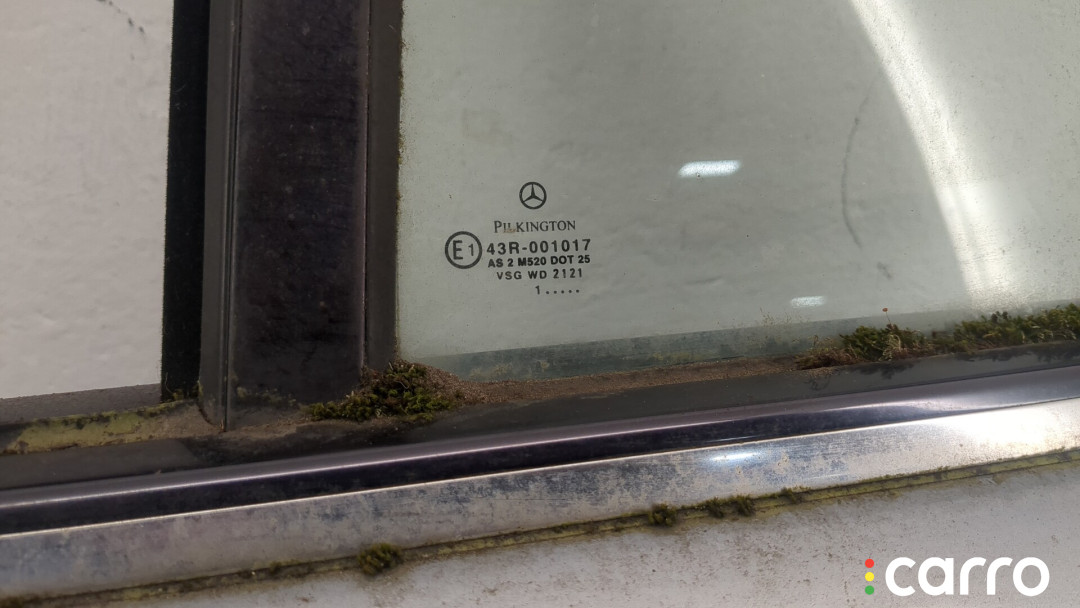 PILKINGTON
E1 43R-001017
AS 2 M520 DOT 25
VSG WD 2121
1.....
carro